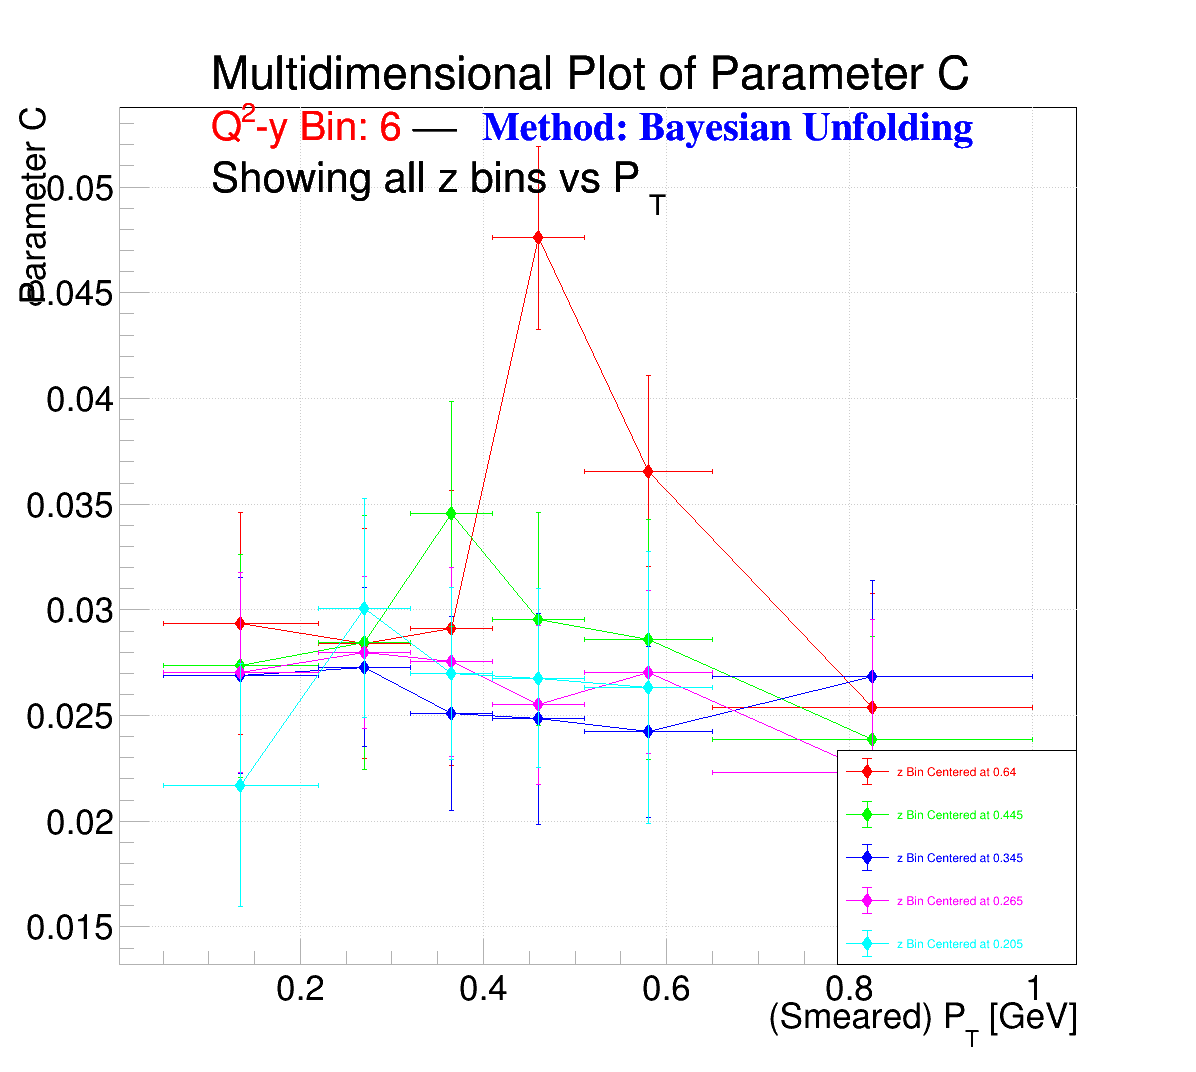 Multidimensional Plot of Parameter C
Q²-y Bin: 6 — Method: Bayesian Unfolding
Showing all z bins vs P_T
Parameter C
0.05
0.045
0.04
0.035
0.03
0.025
0.02
0.015
z Bin Centered at 0.64
z Bin Centered at 0.445
z Bin Centered at 0.345
z Bin Centered at 0.265
z Bin Centered at 0.205
0.2 0.4 0.6 0.8 1
(Smeared) P_T [GeV]